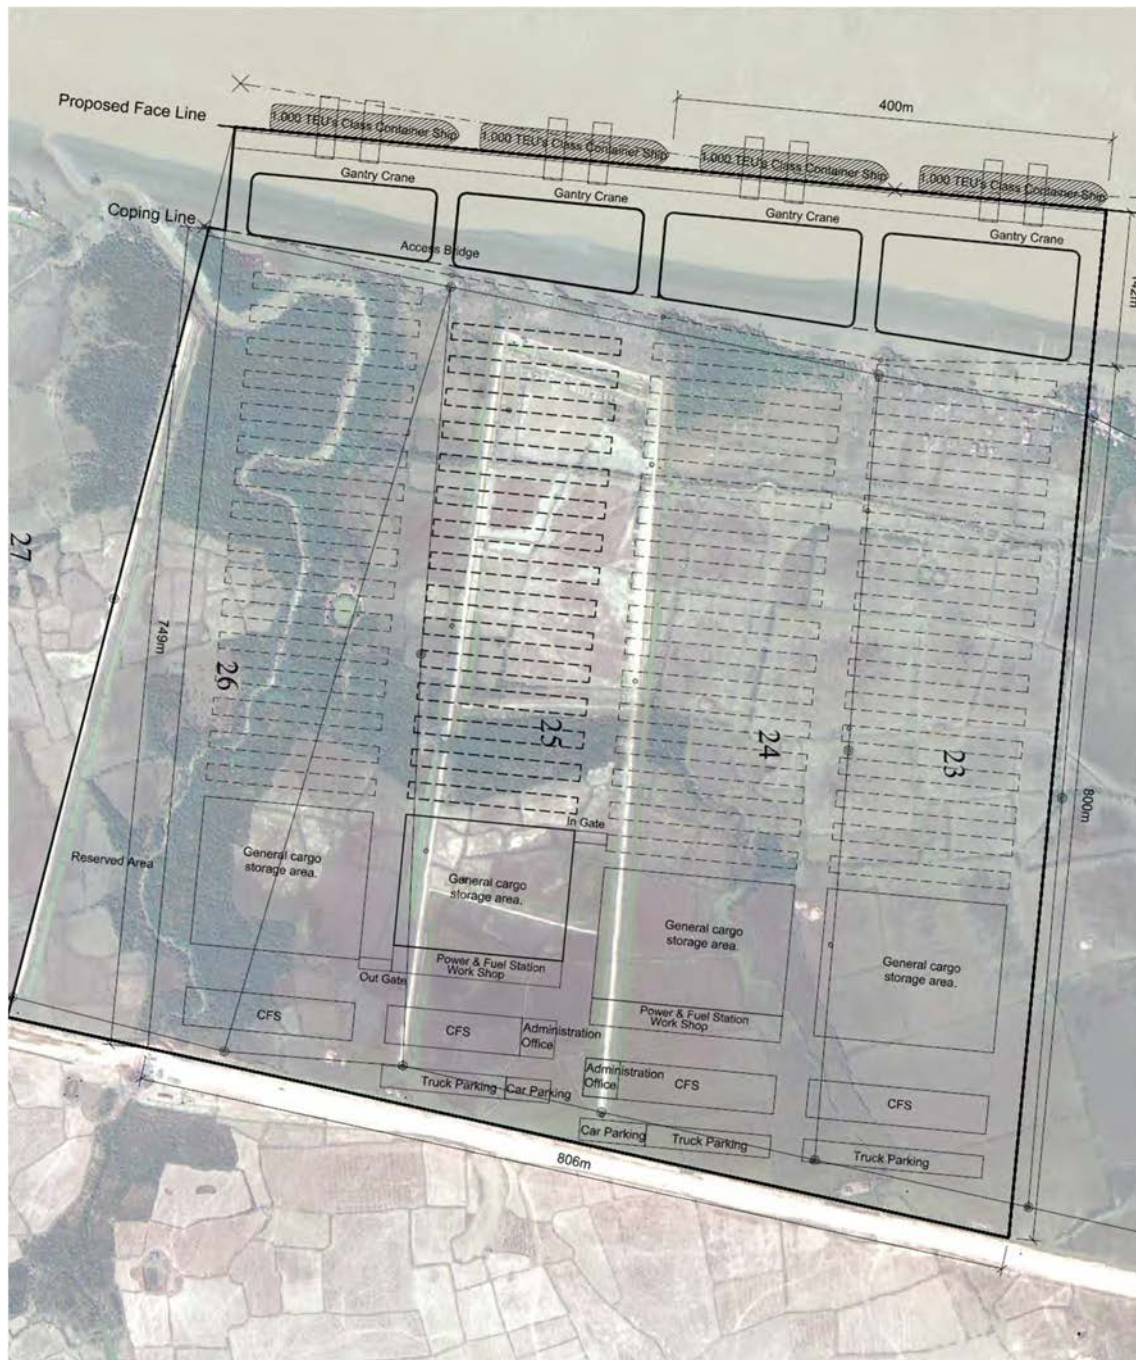 400m
Proposed Face Line
1,000 TEU's Class Container Ship
1,000 TEU's Class Container Ship
1,000 TEU's Class Container Ship
1,000 TEU's Class Container Ship
Gantry Crane
Gantry Crane
Gantry Crane
Gantry Crane
Coping Line
Access Bridge
27
749m
26
25
24
23
800m
In Gate
Reserved Area
General cargo
storage area.
General cargo
storage area.
General cargo
storage area.
General cargo
storage area.
Power & Fuel Station
Work Shop
Out Gate
Power & Fuel Station
Work Shop
CFS
CFS
Administration
Office
Administration
Office
CFS
CFS
Truck Parking
Car Parking
Car Parking
Truck Parking
Truck Parking
806m